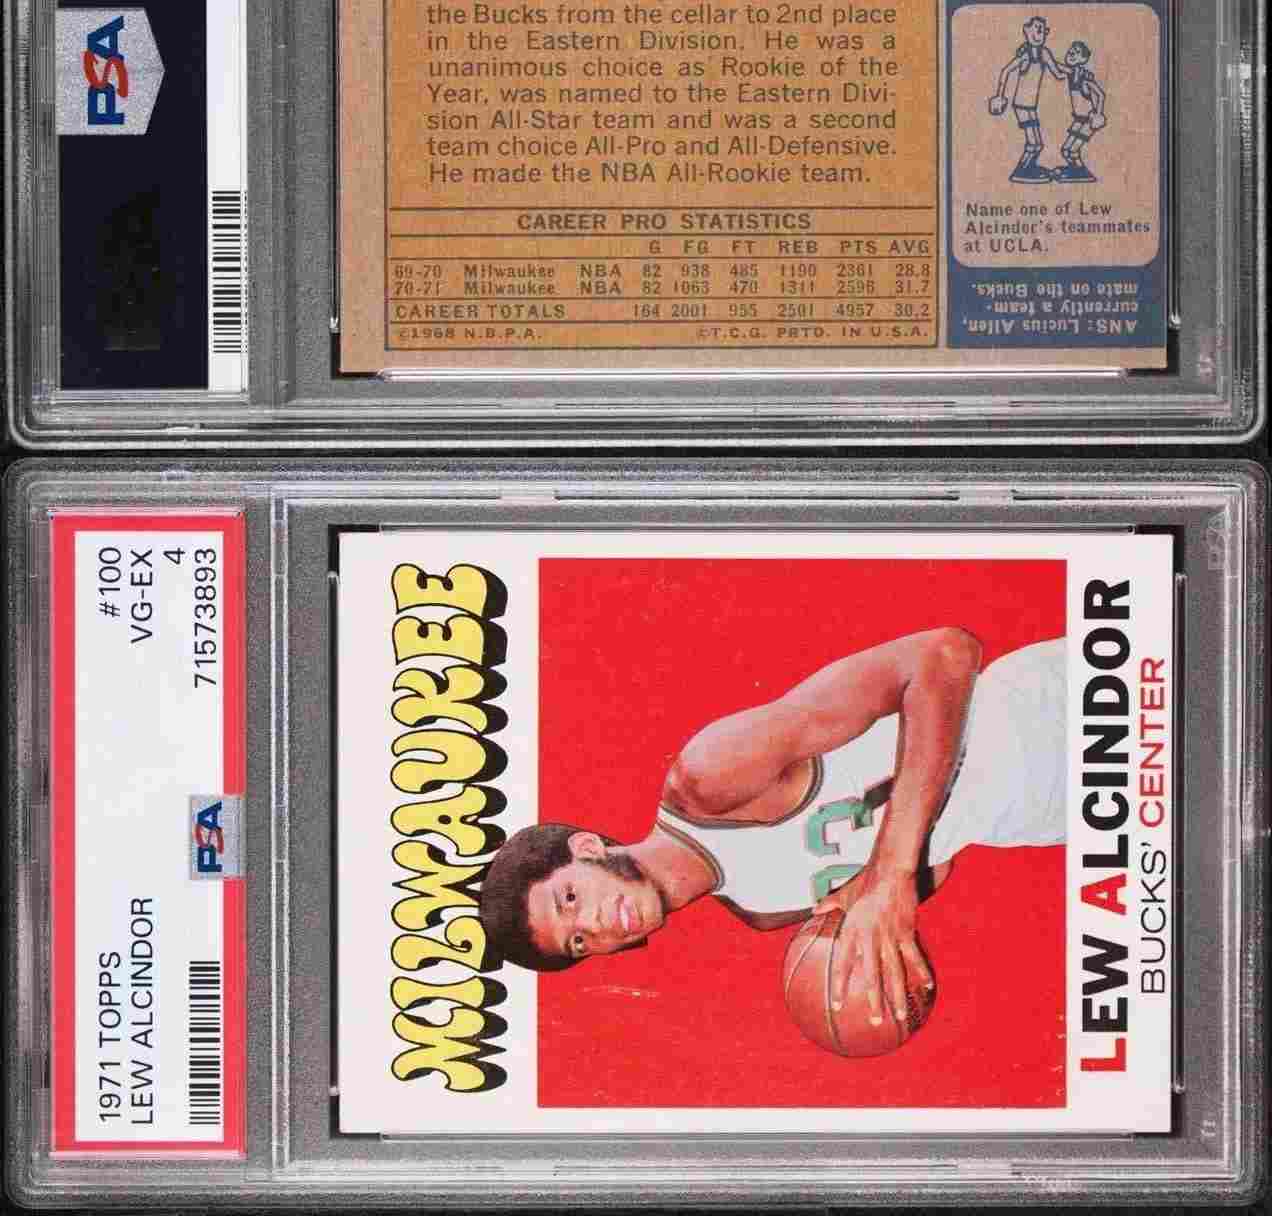 PSA
the Bucks from the cellar to 2nd place
in the Eastern Division. He was a
unanimous choice as Rookie of the
Year, was named to the Eastern Divi-
sion All-Star team and was a second
team choice All-Pro and All-Defensive.
He made the NBA All-Rookie team.
CAREER PRO STATISTICS
G FG FT REB PTS AVG
69-70 Milwaukee NBA 82 938 485 1190 2361 28.8
70-71 Milwaukee NBA 82 1063 470 1311 2596 31.7
CAREER TOTALS 164 2001 955 2501 4957 30.2
©1968 N.B.P.A. ©T.C.G. PRTD. IN U.S.A.
Name one of Lew
Alcindor's teammates
at UCLA.
ANS: Lucius Allen,
currently a team-
mate on the Bucks.
1971 TOPPS #100
LEW ALCINDOR VG-EX
4
PSA
71573893
MILWAUKEE
LEW ALCINDOR
BUCKS' CENTER